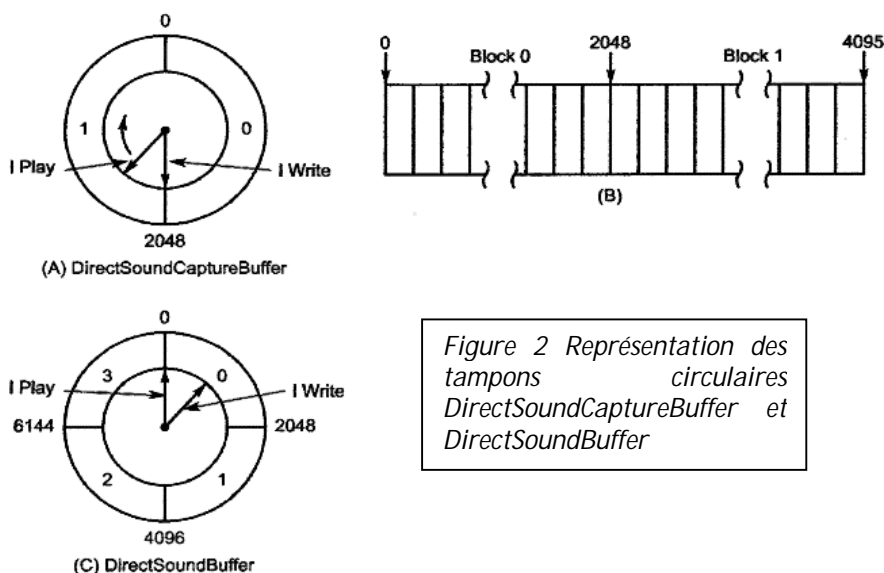 0
1
0
I Play
I Write
2048
(A) DirectSoundCaptureBuffer
0
Block 0
2048
Block 1
4095
(B)
0
3
0
I Play
I Write
6144
2048
2
1
4096
(C) DirectSoundBuffer
Figure 2 Représentation des
tampons circulaires
DirectSoundCaptureBuffer et
DirectSoundBuffer